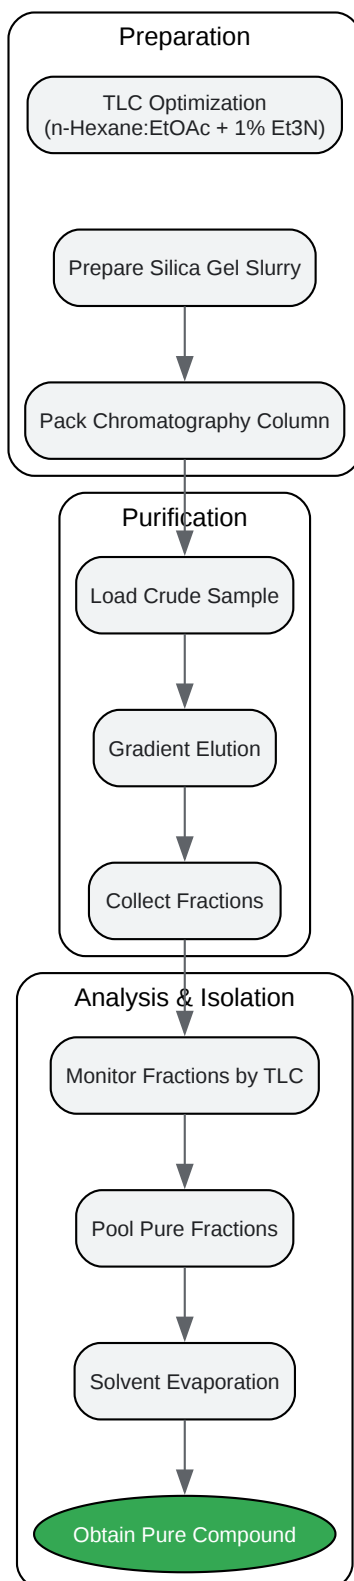 Preparation
TLC Optimization
(n-Hexane:EtOAc + 1% Et3N)
Prepare Silica Gel Slurry
Pack Chromatography Column
Purification
Load Crude Sample
Gradient Elution
Collect Fractions
Analysis & Isolation
Monitor Fractions by TLC
Pool Pure Fractions
Solvent Evaporation
Obtain Pure Compound